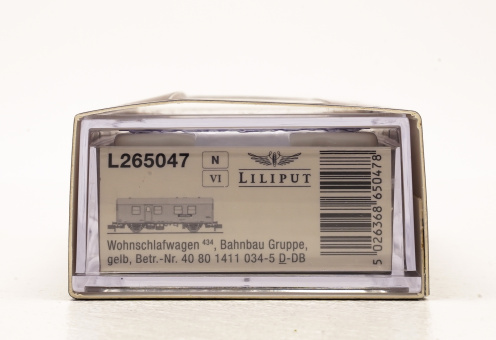 L265047
N
VI
LILIPUT
Wohnschlafwagen 434, Bahnbau Gruppe,
gelb, Betr.-Nr. 40 80 1411 034-5 D-DB
5 026368 650478